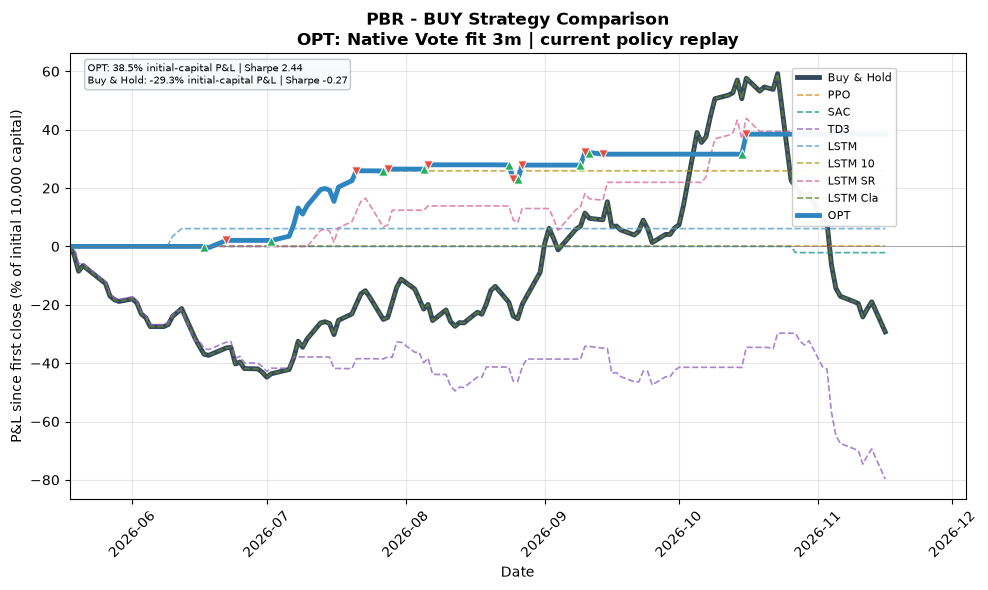 PBR - BUY Strategy Comparison
OPT: Native Vote fit 3m | current policy replay
OPT: 38.5% initial-capital P&L | Sharpe 2.44
Buy & Hold: -29.3% initial-capital P&L | Sharpe -0.27
Buy & Hold
PPO
SAC
TD3
LSTM
LSTM 10
LSTM SR
LSTM Cla
OPT
P&L since first close (% of initial 10,000 capital)
60
40
20
0
−20
−40
−60
−80
2026-06
2026-07
2026-08
2026-09
2026-10
2026-11
2026-12
Date